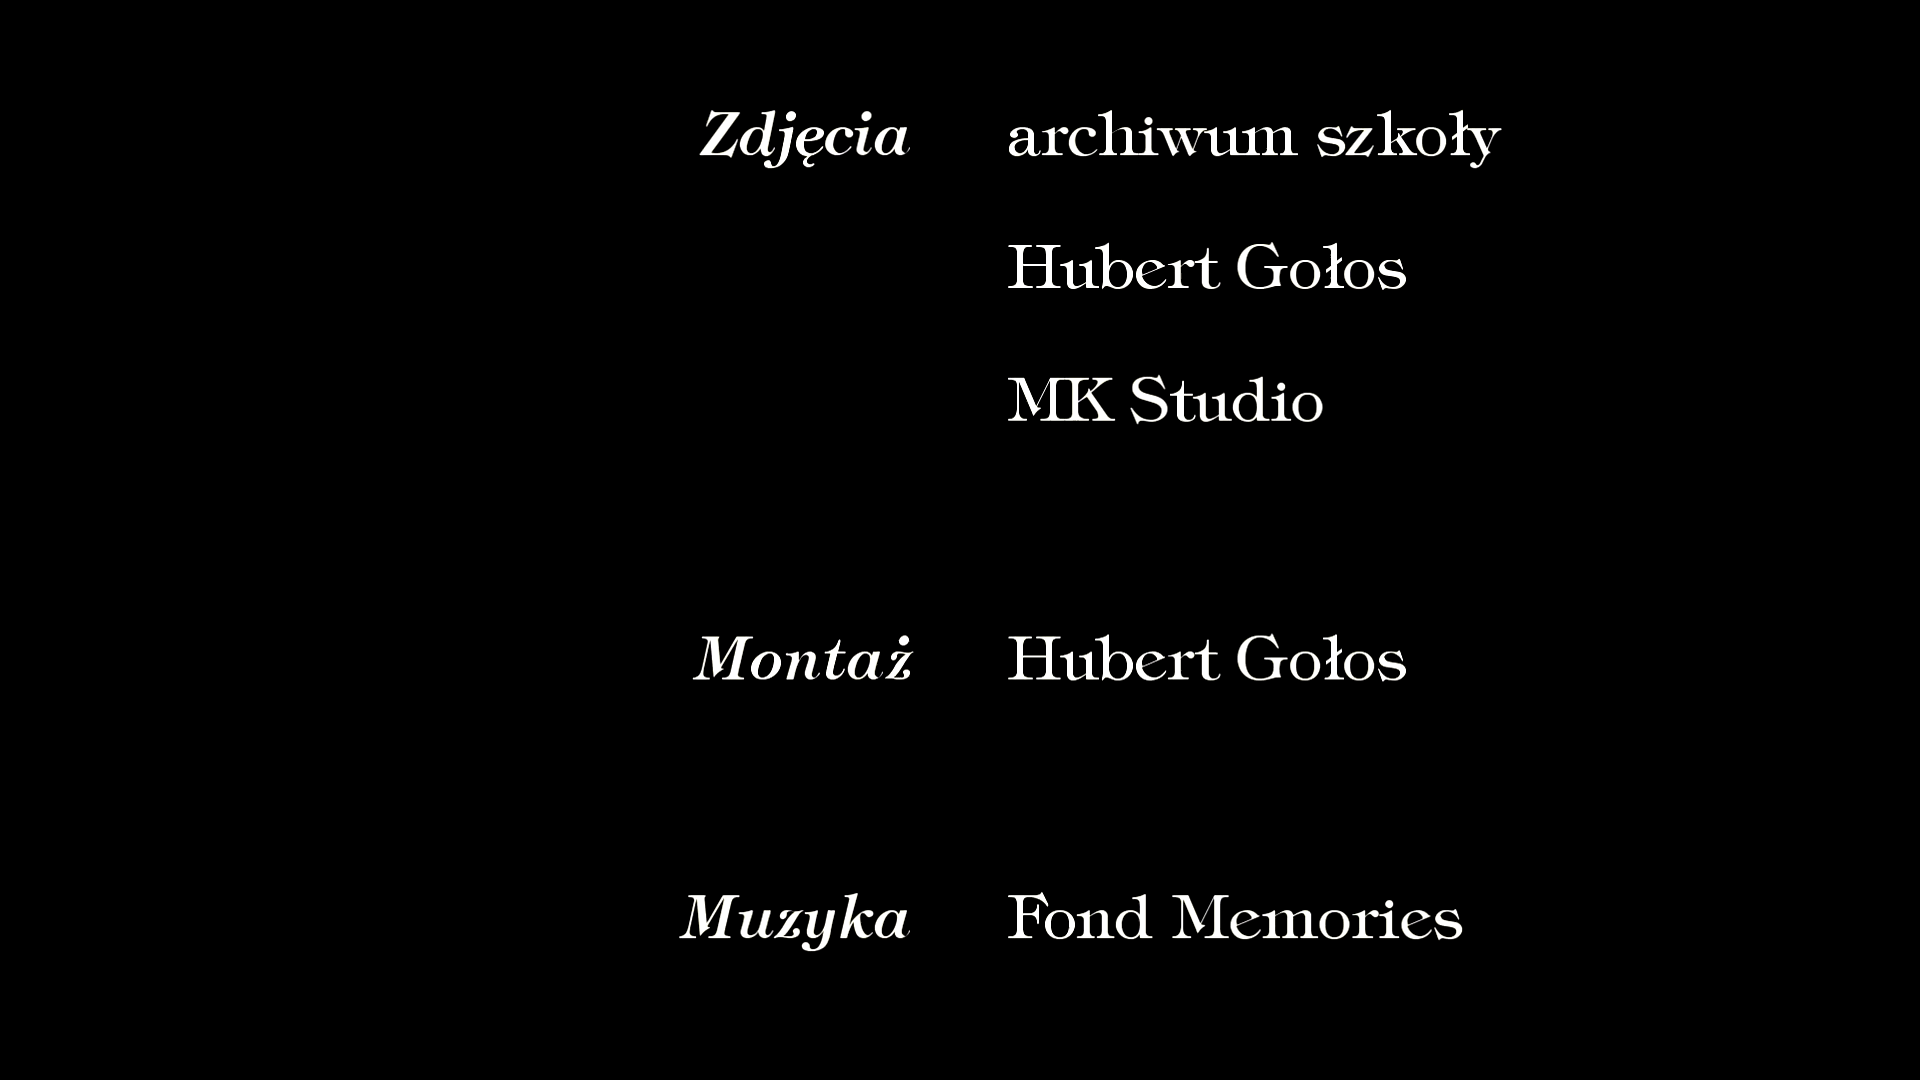 Zdjęcia archiwum szkoły
Hubert Gołos
MK Studio
Montaż Hubert Gołos
Muzyka Fond Memories